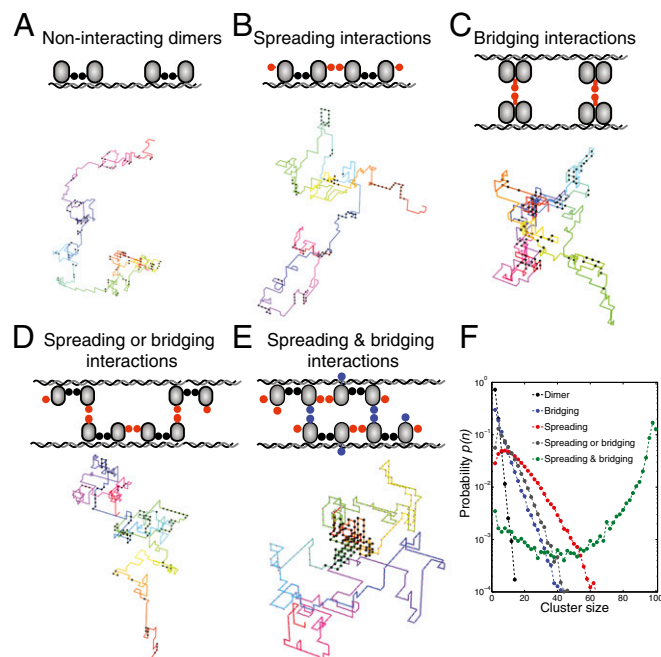 A
Non-interacting dimers
B
Spreading interactions
C
Bridging interactions
D
Spreading or bridging
interactions
E
Spreading & bridging
interactions
F
Probability p(n)
10⁰
10⁻¹
10⁻²
10⁻³
10⁻⁴
Dimer
Bridging
Spreading
Spreading or bridging
Spreading & bridging
0 20 40 60 80 100
Cluster size